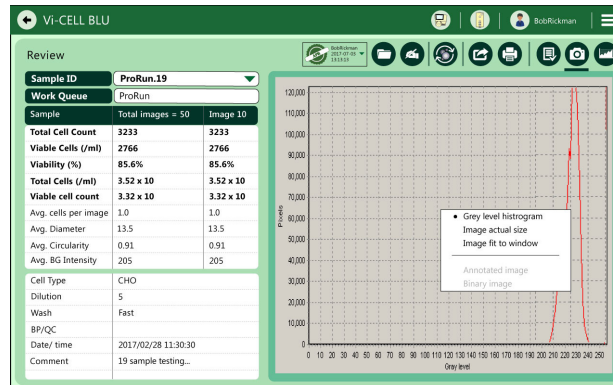 Vi-CELL BLU
BobRickman
Review
BobRickman
2017-07-03
13:13:13
Sample ID ProRun.19
Work Queue ProRun
Sample Total images = 50 Image 10
Total Cell Count 3233 3233
Viable Cells (/ml) 2766 2766
Viability (%) 85.6% 85.6%
Total Cells (/ml) 3.52 x 10 3.52 x 10
Viable cell count 3.32 x 10 3.32 x 10
Avg. cells per image 1.0 1.0
Avg. Diameter 13.5 13.5
Avg. Circularity 0.91 0.91
Avg. BG Intensity 205 205
Cell Type CHO
Dilution 5
Wash Fast
BP/QC
Date/ time 2017/02/28 11:30:30
Comment 19 sample testing...
120,000
110,000
100,000
90,000
80,000
70,000
60,000
50,000
40,000
30,000
20,000
10,000
0
Pixels
Grey level histrogram
Image actual size
Image fit to window
Annotated image
Binary image
0 10 20 30 40 50 60 70 80 90 100 110 120 130 140 150 160 170 180 190 200 210 220 230 240 250
Gray level